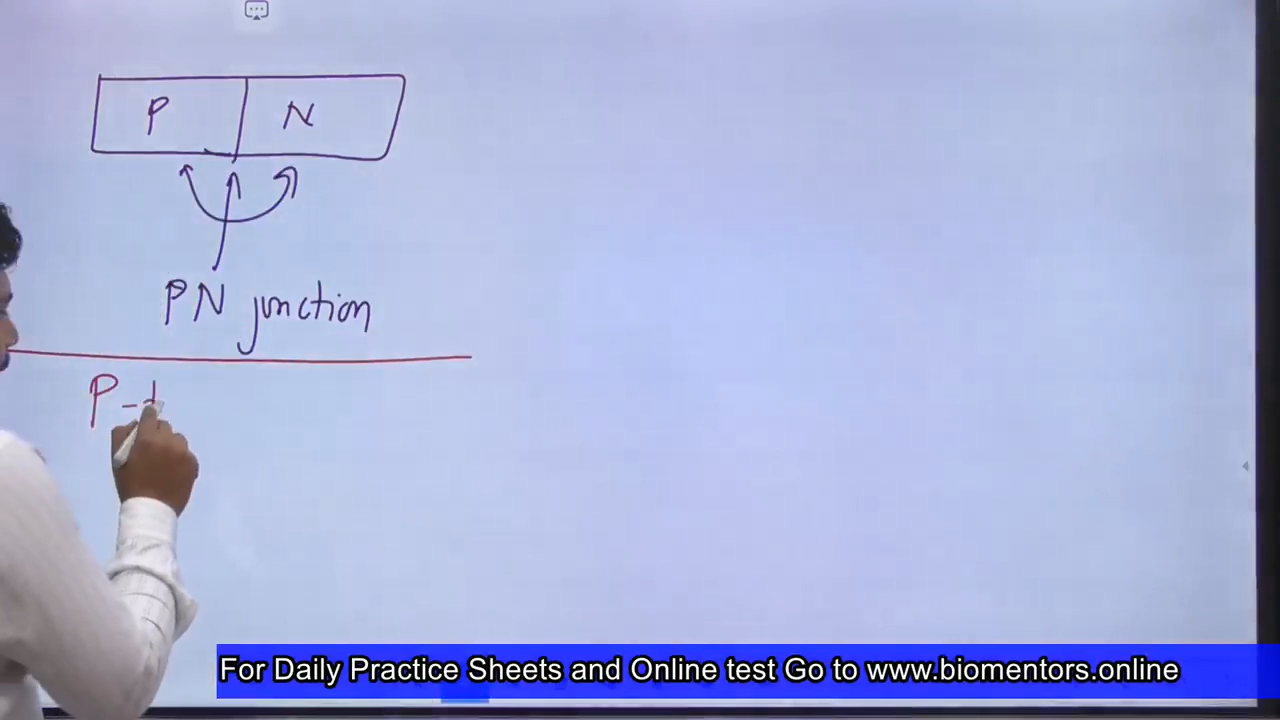 P N
PN junction
P-t
For Daily Practice Sheets and Online test Go to www.biomentors.online